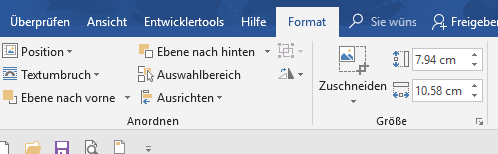 Überprüfen Ansicht Entwicklertools Hilfe Format Sie wüns Freigeben
Position Ebene nach hinten
Textumbruch Auswahlbereich
Ebene nach vorne Ausrichten
Anordnen
Zuschneiden
7.94 cm
10.58 cm
Größe